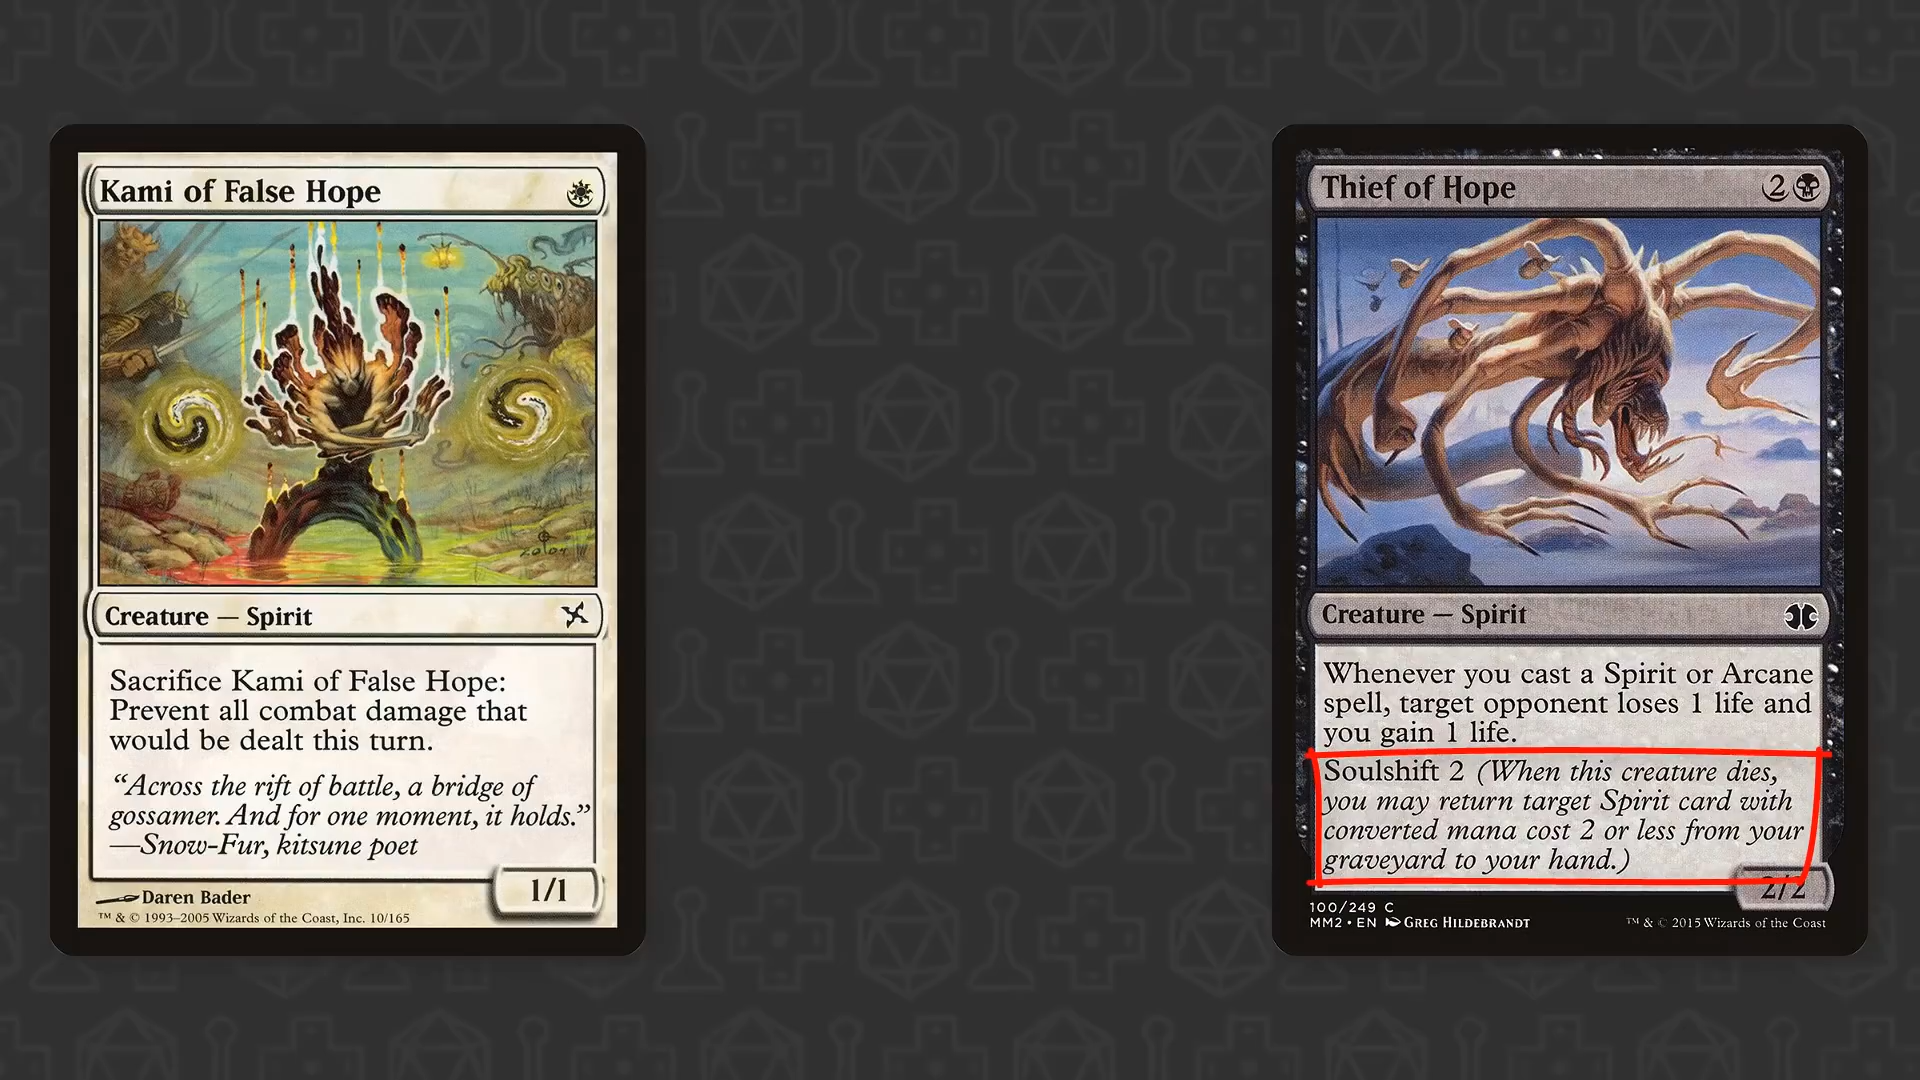 Kami of False Hope
Creature — Spirit
Sacrifice Kami of False Hope:
Prevent all combat damage that
would be dealt this turn.
“Across the rift of battle, a bridge of
gossamer. And for one moment, it holds.”
—Snow-Fur, kitsune poet
1/1
Daren Bader
™ & © 1993–2005 Wizards of the Coast, Inc. 10/165
Thief of Hope
2
Creature — Spirit
Whenever you cast a Spirit or Arcane
spell, target opponent loses 1 life and
you gain 1 life.
Soulshift 2 (When this creature dies,
you may return target Spirit card with
converted mana cost 2 or less from your
graveyard to your hand.)
2/2
100/249 C
MM2 • EN Greg Hildebrandt
™ & © 2015 Wizards of the Coast